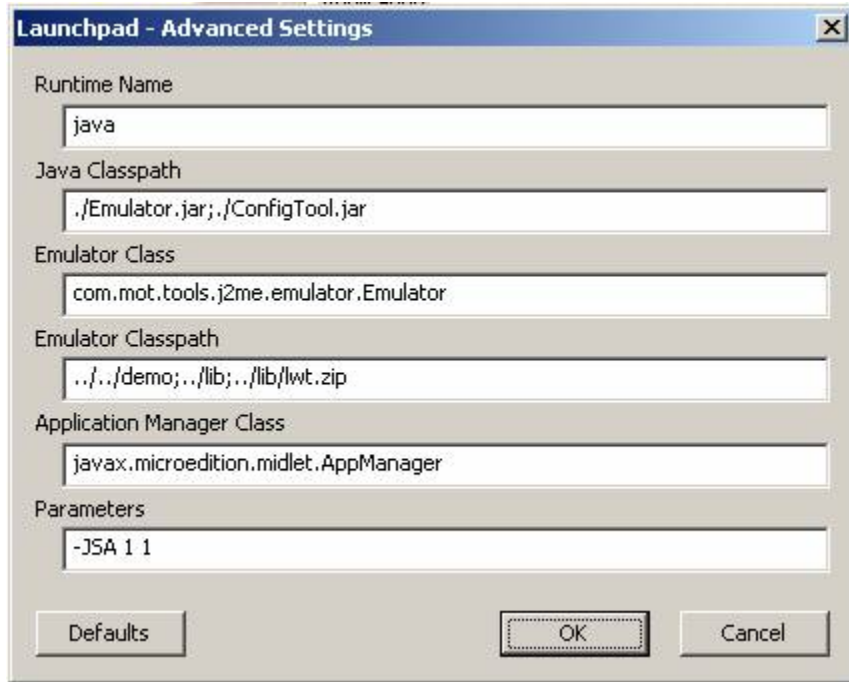 Launchpad - Advanced Settings
Runtime Name
java
Java Classpath
./Emulator.jar;./ConfigTool.jar
Emulator Class
com.mot.tools.j2me.emulator.Emulator
Emulator Classpath
../../demo;../lib;../lib/lwt.zip
Application Manager Class
javax.microedition.midlet.AppManager
Parameters
-JSA 1 1
Defaults OK Cancel